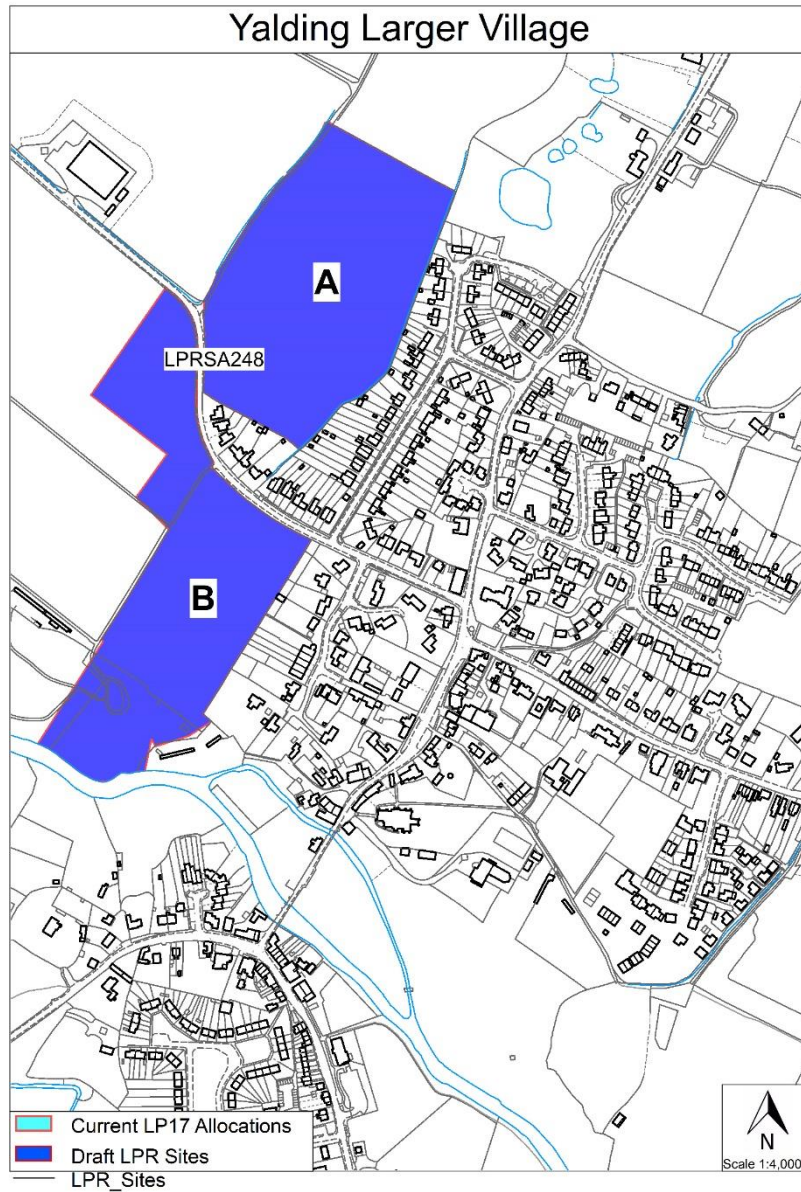 Yalding Larger Village
A
LPRSA248
B
Current LP17 Allocations
Draft LPR Sites
LPR_Sites
N
Scale 1:4,000